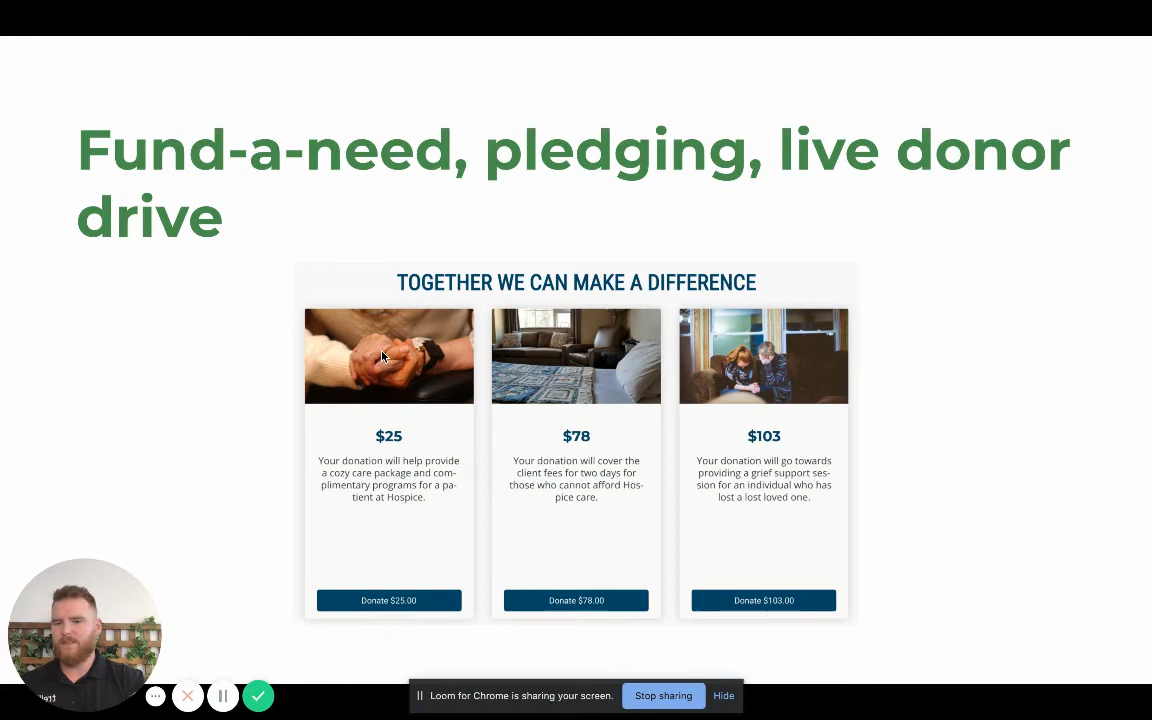 Fund-a-need, pledging, live donor
drive
TOGETHER WE CAN MAKE A DIFFERENCE
$25
Your donation will help provide
a cozy care package and com-
plimentary programs for a pa-
tient at Hospice.
Donate $25.00
$78
Your donation will cover the
client fees for two days for
those who cannot afford Hos-
pice care.
Donate $78.00
$103
Your donation will go towards
providing a grief support ses-
sion for an individual who has
lost a lost loved one.
Donate $103.00
Loom for Chrome is sharing your screen.
Stop sharing
Hide